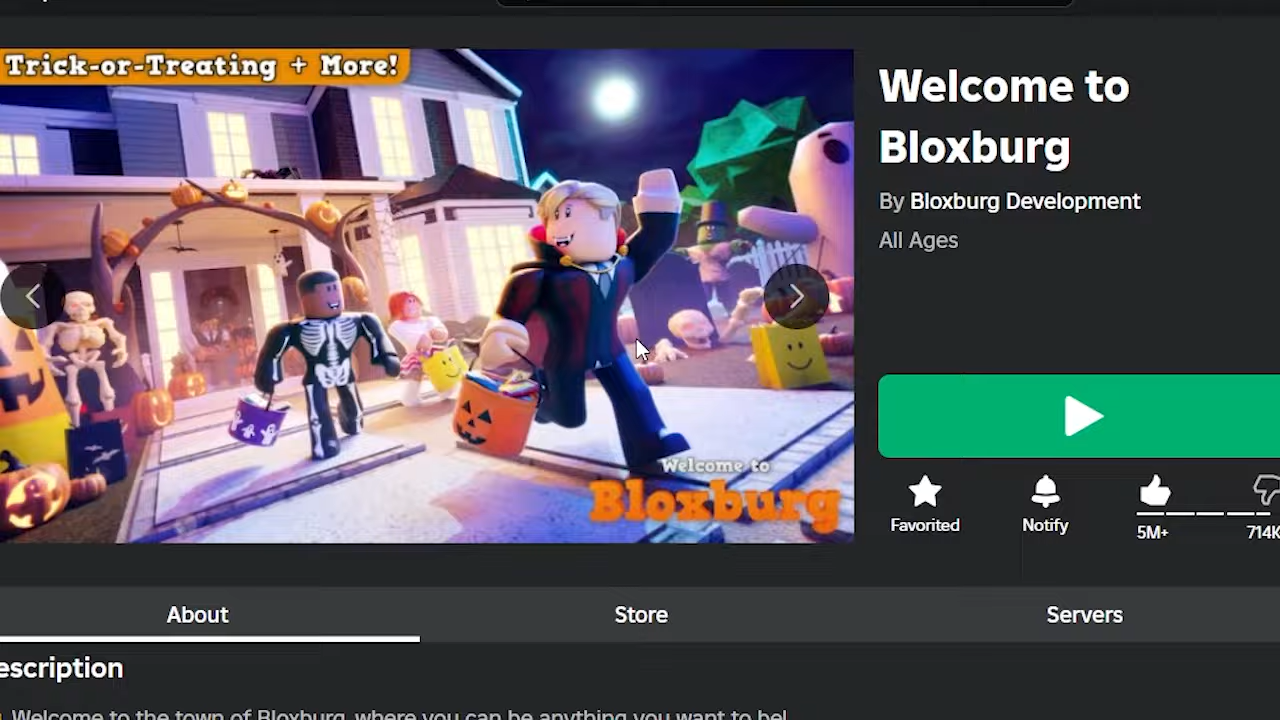 Trick-or-Treating + More!
Welcome to
Bloxburg
Welcome to
Bloxburg
By Bloxburg Development
All Ages
Favorited
Notify
5M+
714K
About
Store
Servers
escription
Welcome to the town of Bloxburg, where you can be anything you want to be!